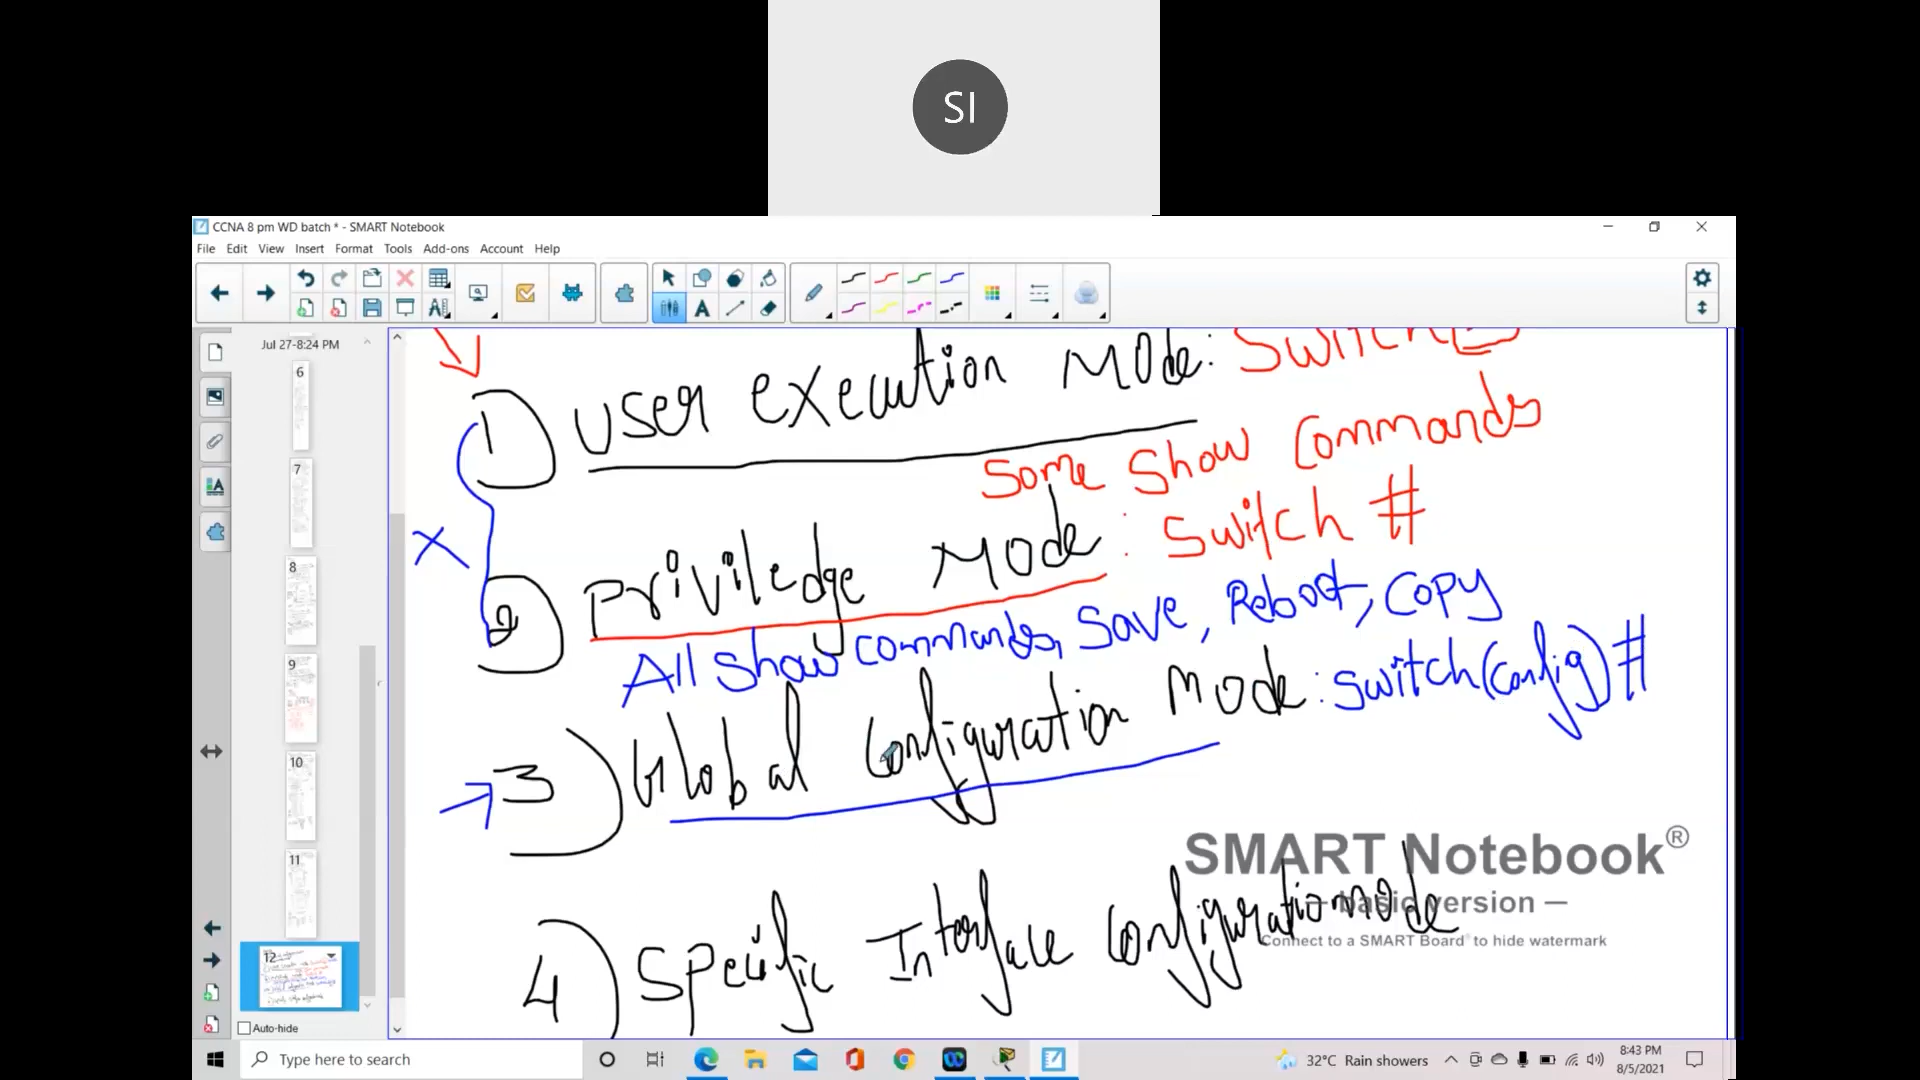 SI
CCNA 8 pm WD batch * - SMART Notebook
File Edit View Insert Format Tools Add-ons Account Help
Jul 27-8:24 PM
6
7
8
9
10
11
12
Auto-hide
1) User execution Mode: Switch
Some Show Commands
2) Priviledge Mode : Switch #
All Show commands, Save, Reboot, Copy
3) Global Configuration Mode: switch(config)#
SMART Notebook®
— basic version —
4) Specific Interface Configuration mode
Connect to a SMART Board® to hide watermark
Type here to search
32°C Rain showers
8:43 PM
8/5/2021